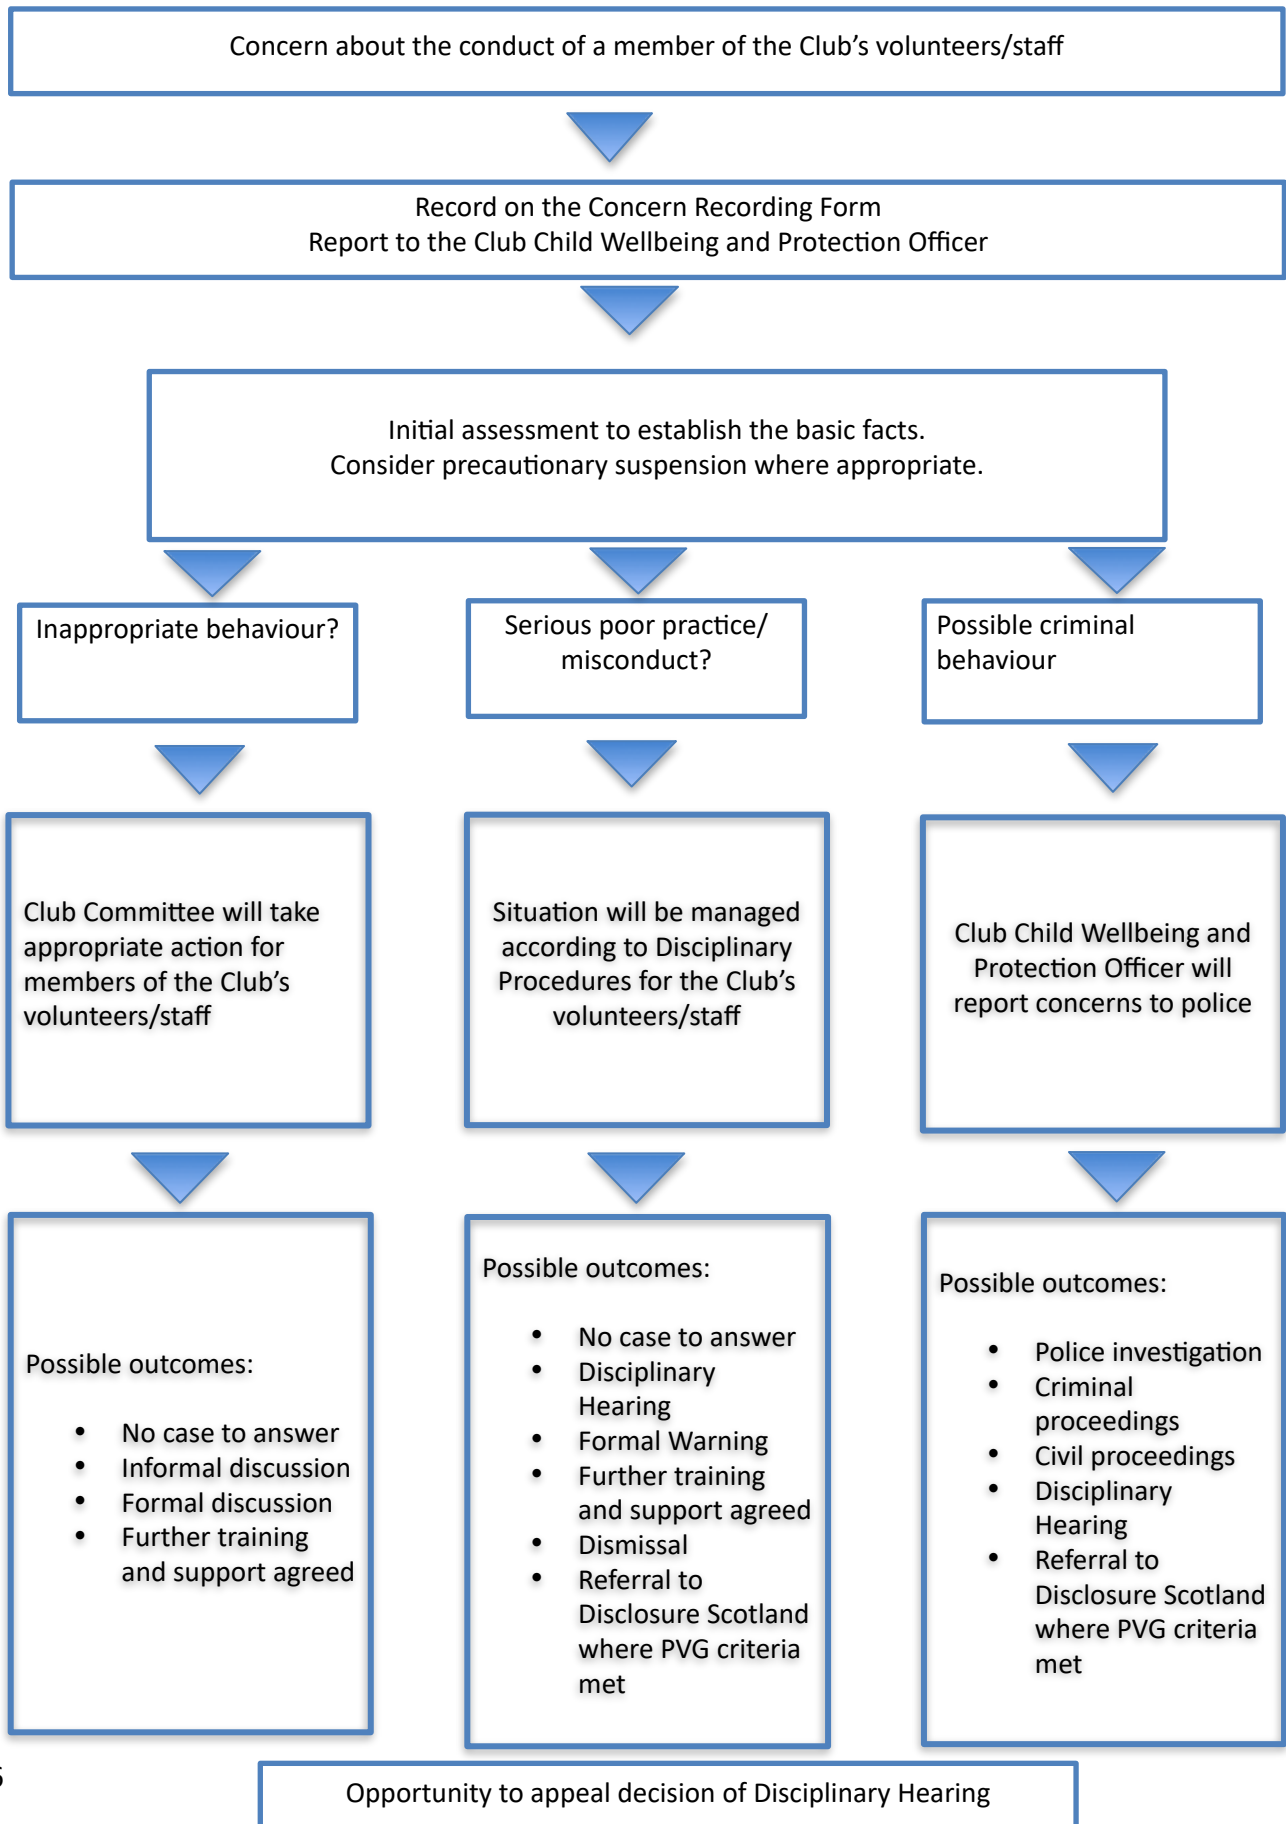 Concern about the conduct of a member of the Club’s volunteers/staff
Record on the Concern Recording Form
Report to the Club Child Wellbeing and Protection Officer
Initial assessment to establish the basic facts.
Consider precautionary suspension where appropriate.
Inappropriate behaviour?
Serious poor practice/
misconduct?
Possible criminal
behaviour
Club Committee will take
appropriate action for
members of the Club’s
volunteers/staff
Situation will be managed
according to Disciplinary
Procedures for the Club’s
volunteers/staff
Club Child Wellbeing and
Protection Officer will
report concerns to police
Possible outcomes:
• No case to answer
• Informal discussion
• Formal discussion
• Further training
and support agreed
Possible outcomes:
• No case to answer
• Disciplinary
Hearing
• Formal Warning
• Further training
and support agreed
• Dismissal
• Referral to
Disclosure Scotland
where PVG criteria
met
Possible outcomes:
• Police investigation
• Criminal
proceedings
• Civil proceedings
• Disciplinary
Hearing
• Referral to
Disclosure Scotland
where PVG criteria
met
Opportunity to appeal decision of Disciplinary Hearing